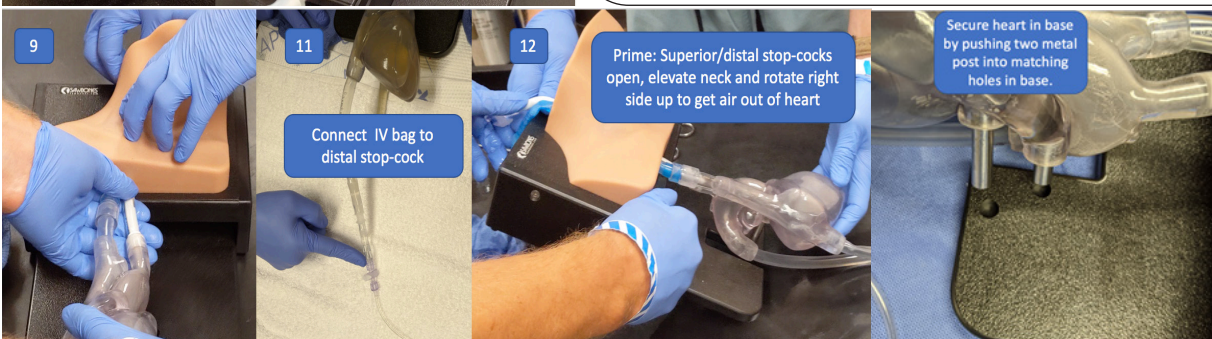 9
11
Connect IV bag to
distal stop-cock
12
Prime: Superior/distal stop-cocks
open, elevate neck and rotate right
side up to get air out of heart
Secure heart in base
by pushing two metal
post into matching
holes in base.
SAWBONES
SAWBONES